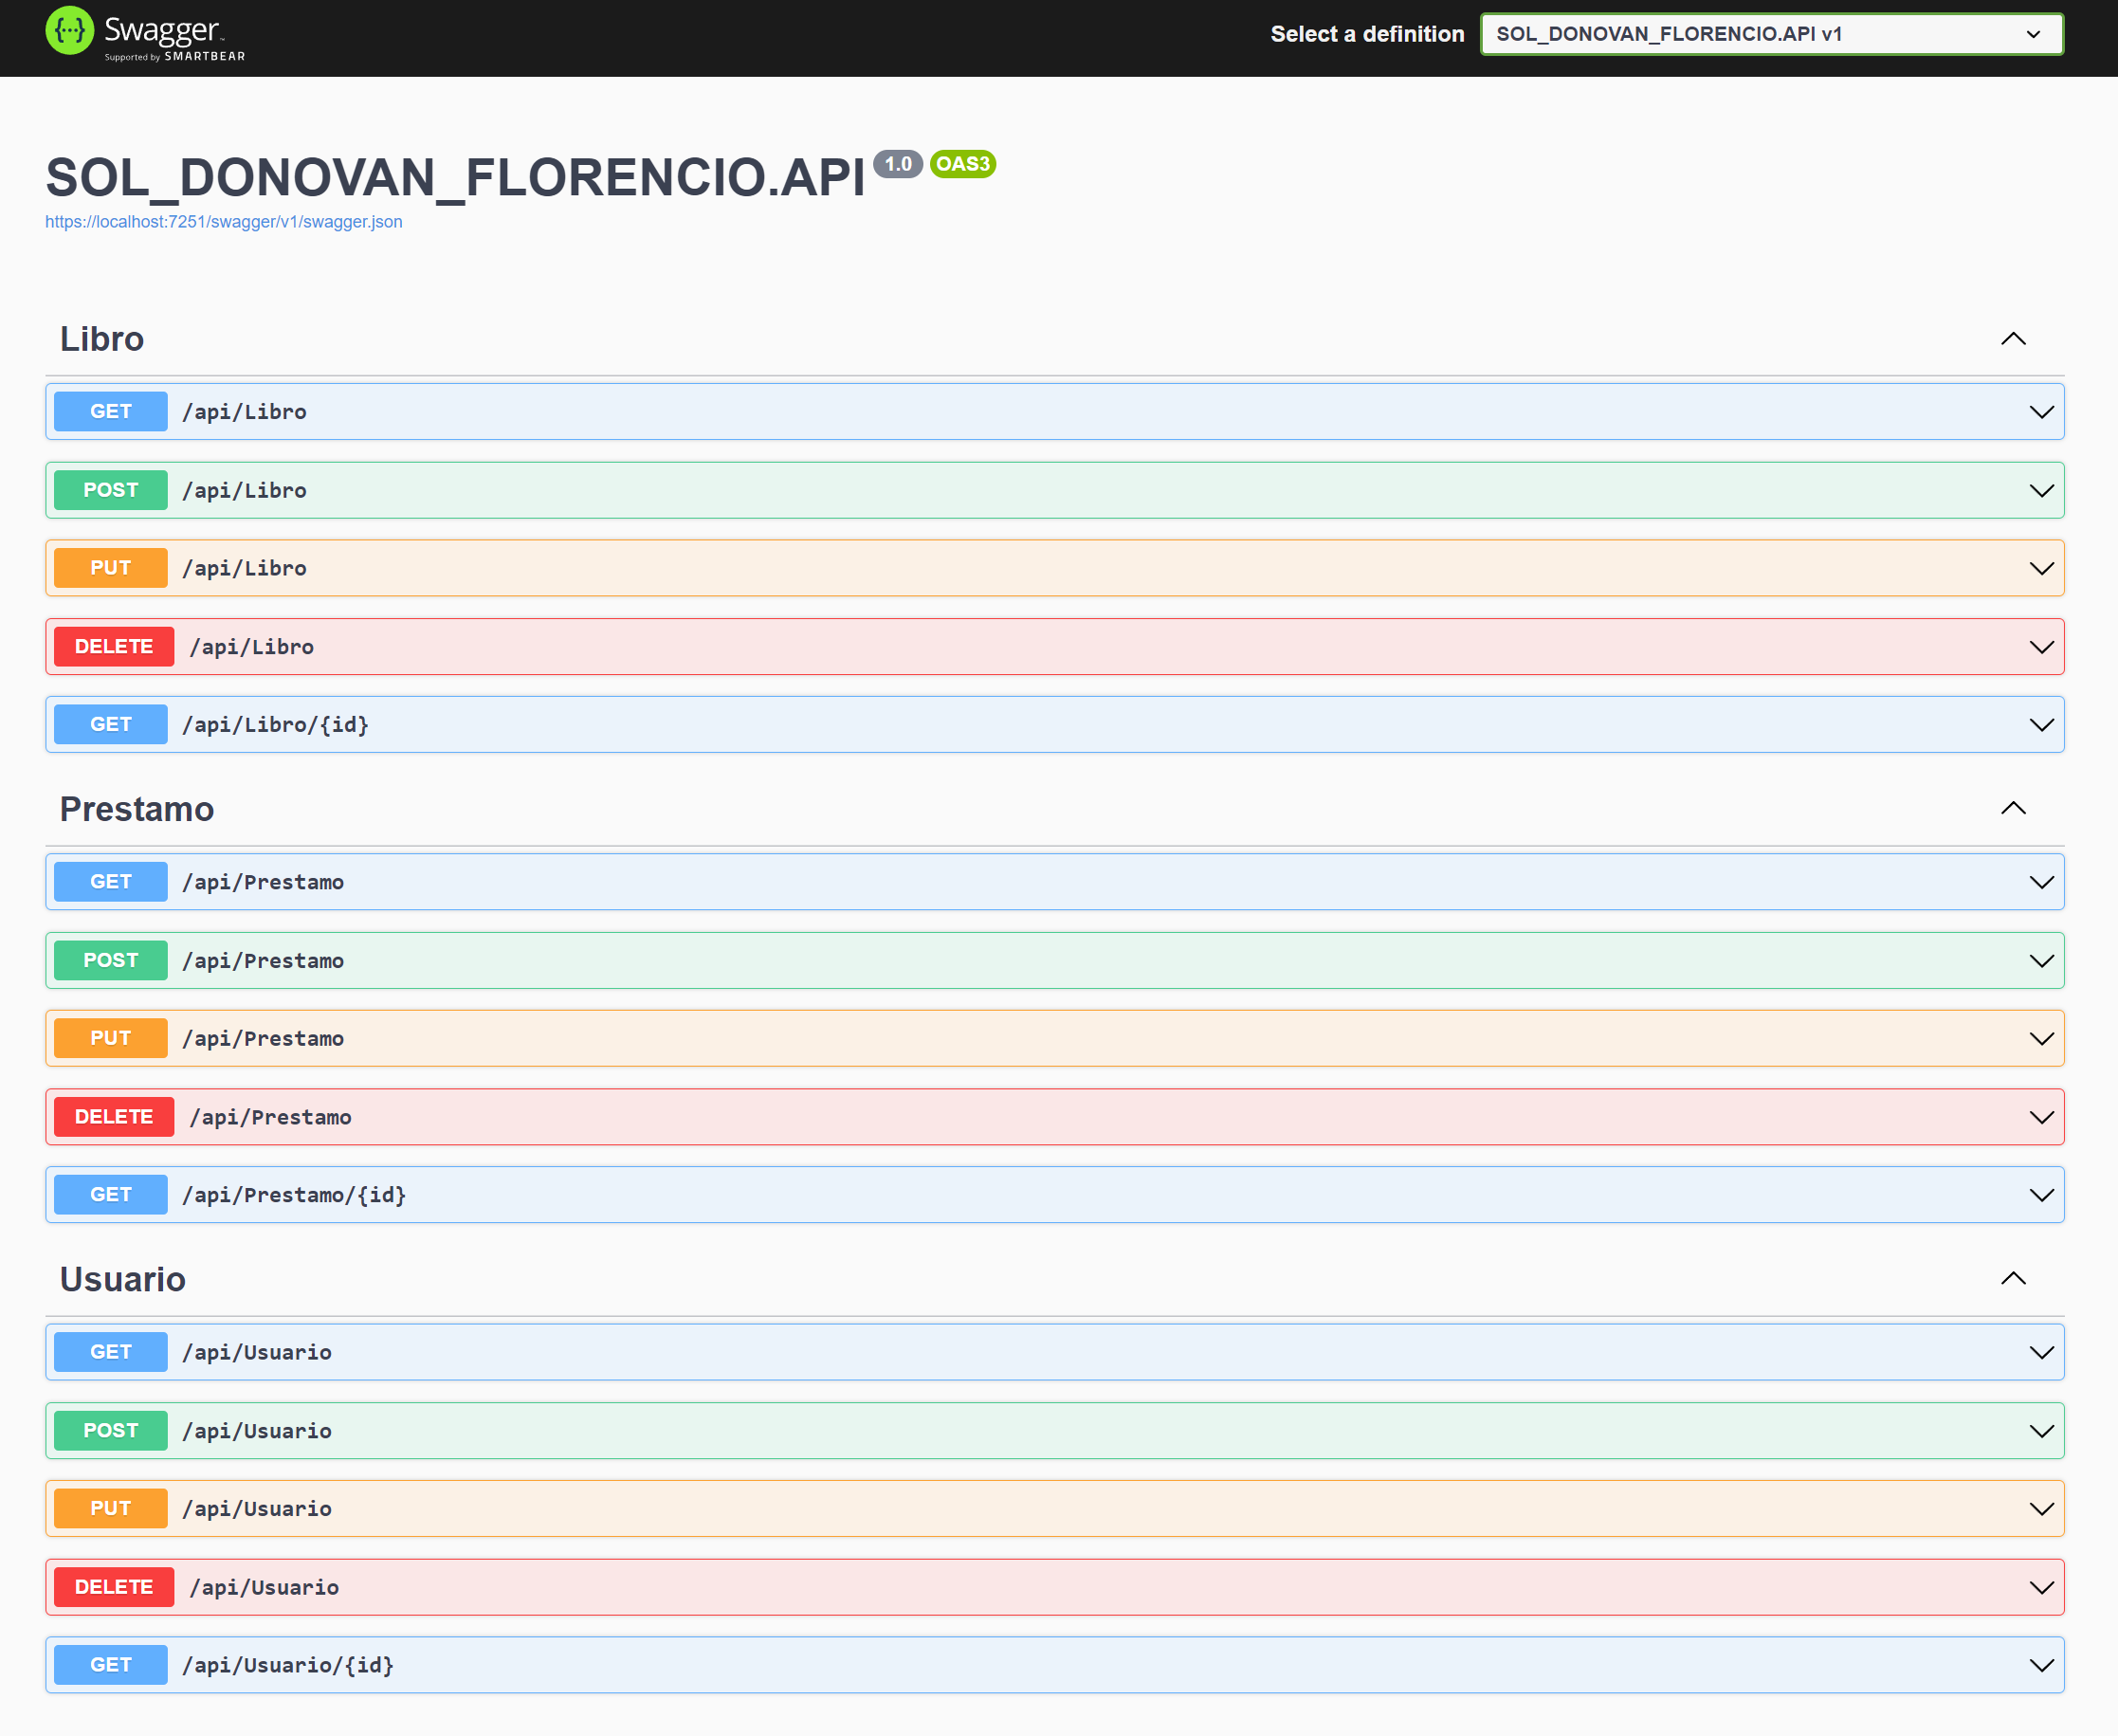 Swagger
Supported by SMARTBEAR
Select a definition
SOL_DONOVAN_FLORENCIO.API v1
SOL_DONOVAN_FLORENCIO.API 1.0 OAS3
https://localhost:7251/swagger/v1/swagger.json
Libro
GET /api/Libro
POST /api/Libro
PUT /api/Libro
DELETE /api/Libro
GET /api/Libro/{id}
Prestamo
GET /api/Prestamo
POST /api/Prestamo
PUT /api/Prestamo
DELETE /api/Prestamo
GET /api/Prestamo/{id}
Usuario
GET /api/Usuario
POST /api/Usuario
PUT /api/Usuario
DELETE /api/Usuario
GET /api/Usuario/{id}